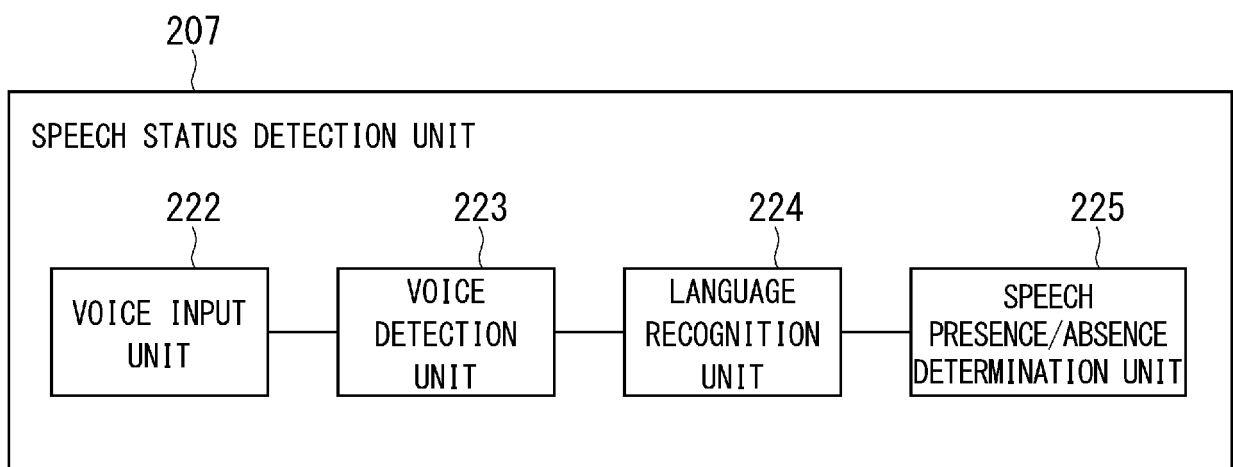 207
SPEECH STATUS DETECTION UNIT
222
223
224
225
VOICE INPUT
UNIT
VOICE
DETECTION
UNIT
LANGUAGE
RECOGNITION
UNIT
SPEECH
PRESENCE/ABSENCE
DETERMINATION UNIT